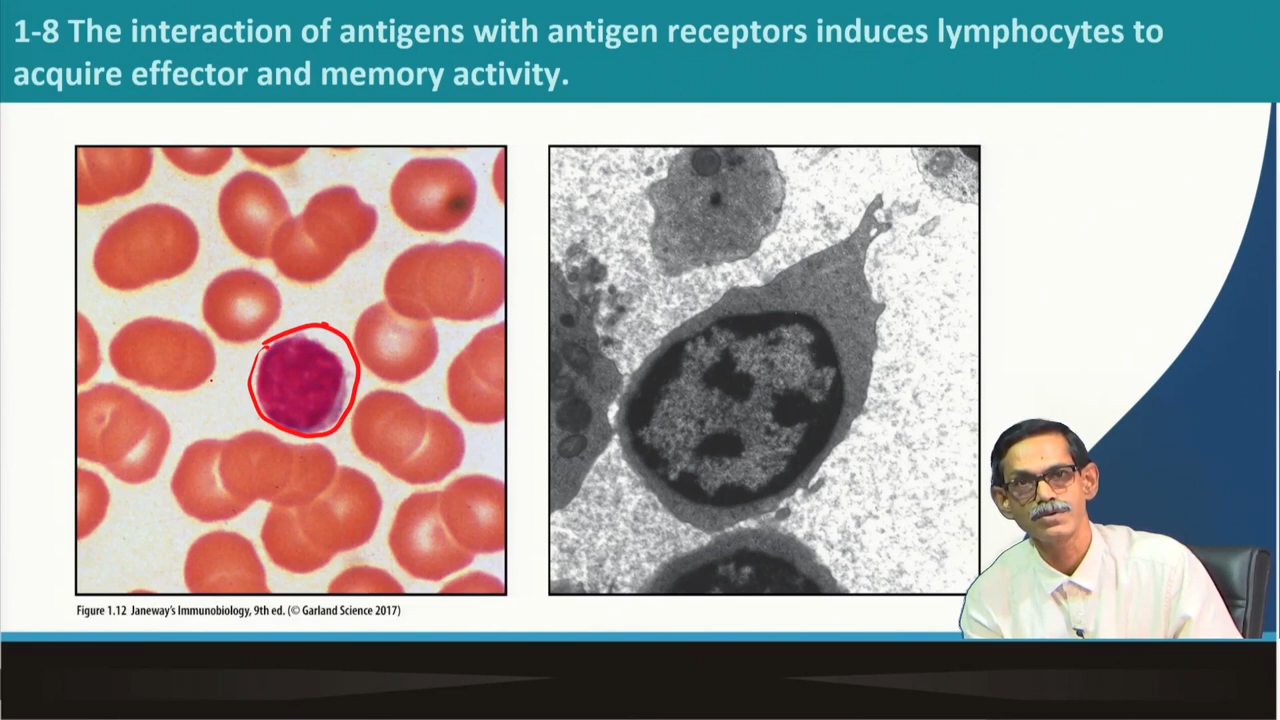 1-8 The interaction of antigens with antigen receptors induces lymphocytes to
acquire effector and memory activity.
Figure 1.12 Janeway's Immunobiology, 9th ed. (© Garland Science 2017)